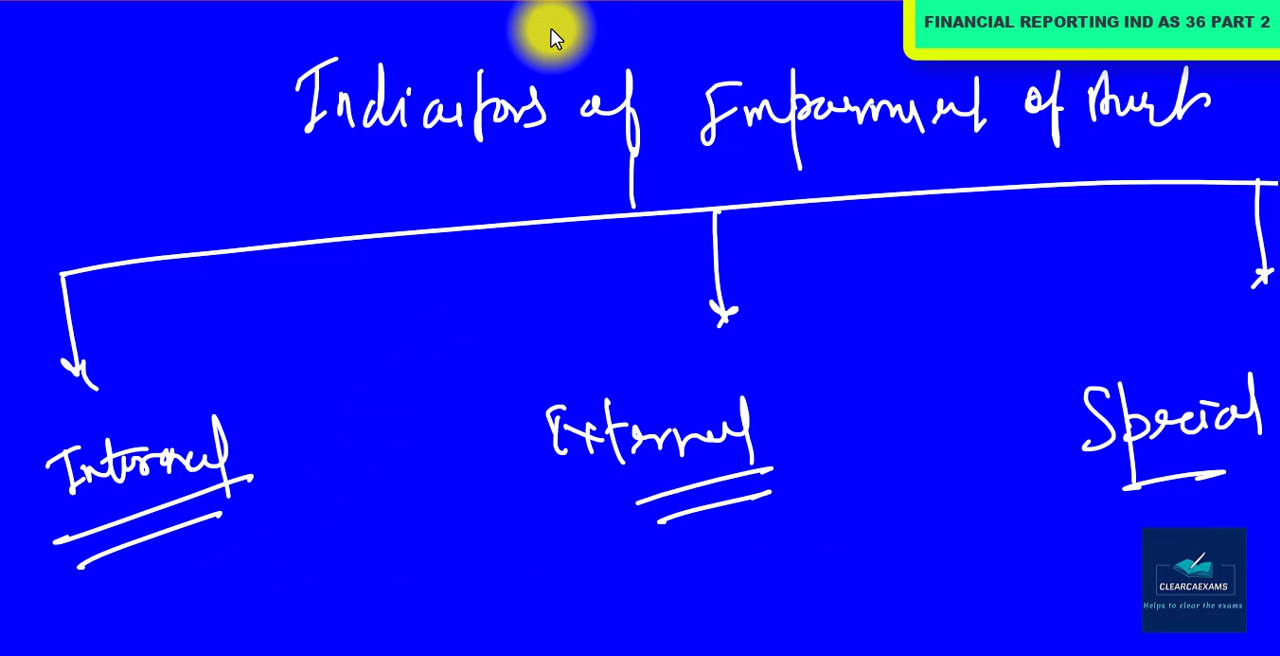 FINANCIAL REPORTING IND AS 36 PART 2
Indicators of Impairment of Asset
Internal
External
Special
CLEARCAEXAMS
Helps to clear the exams